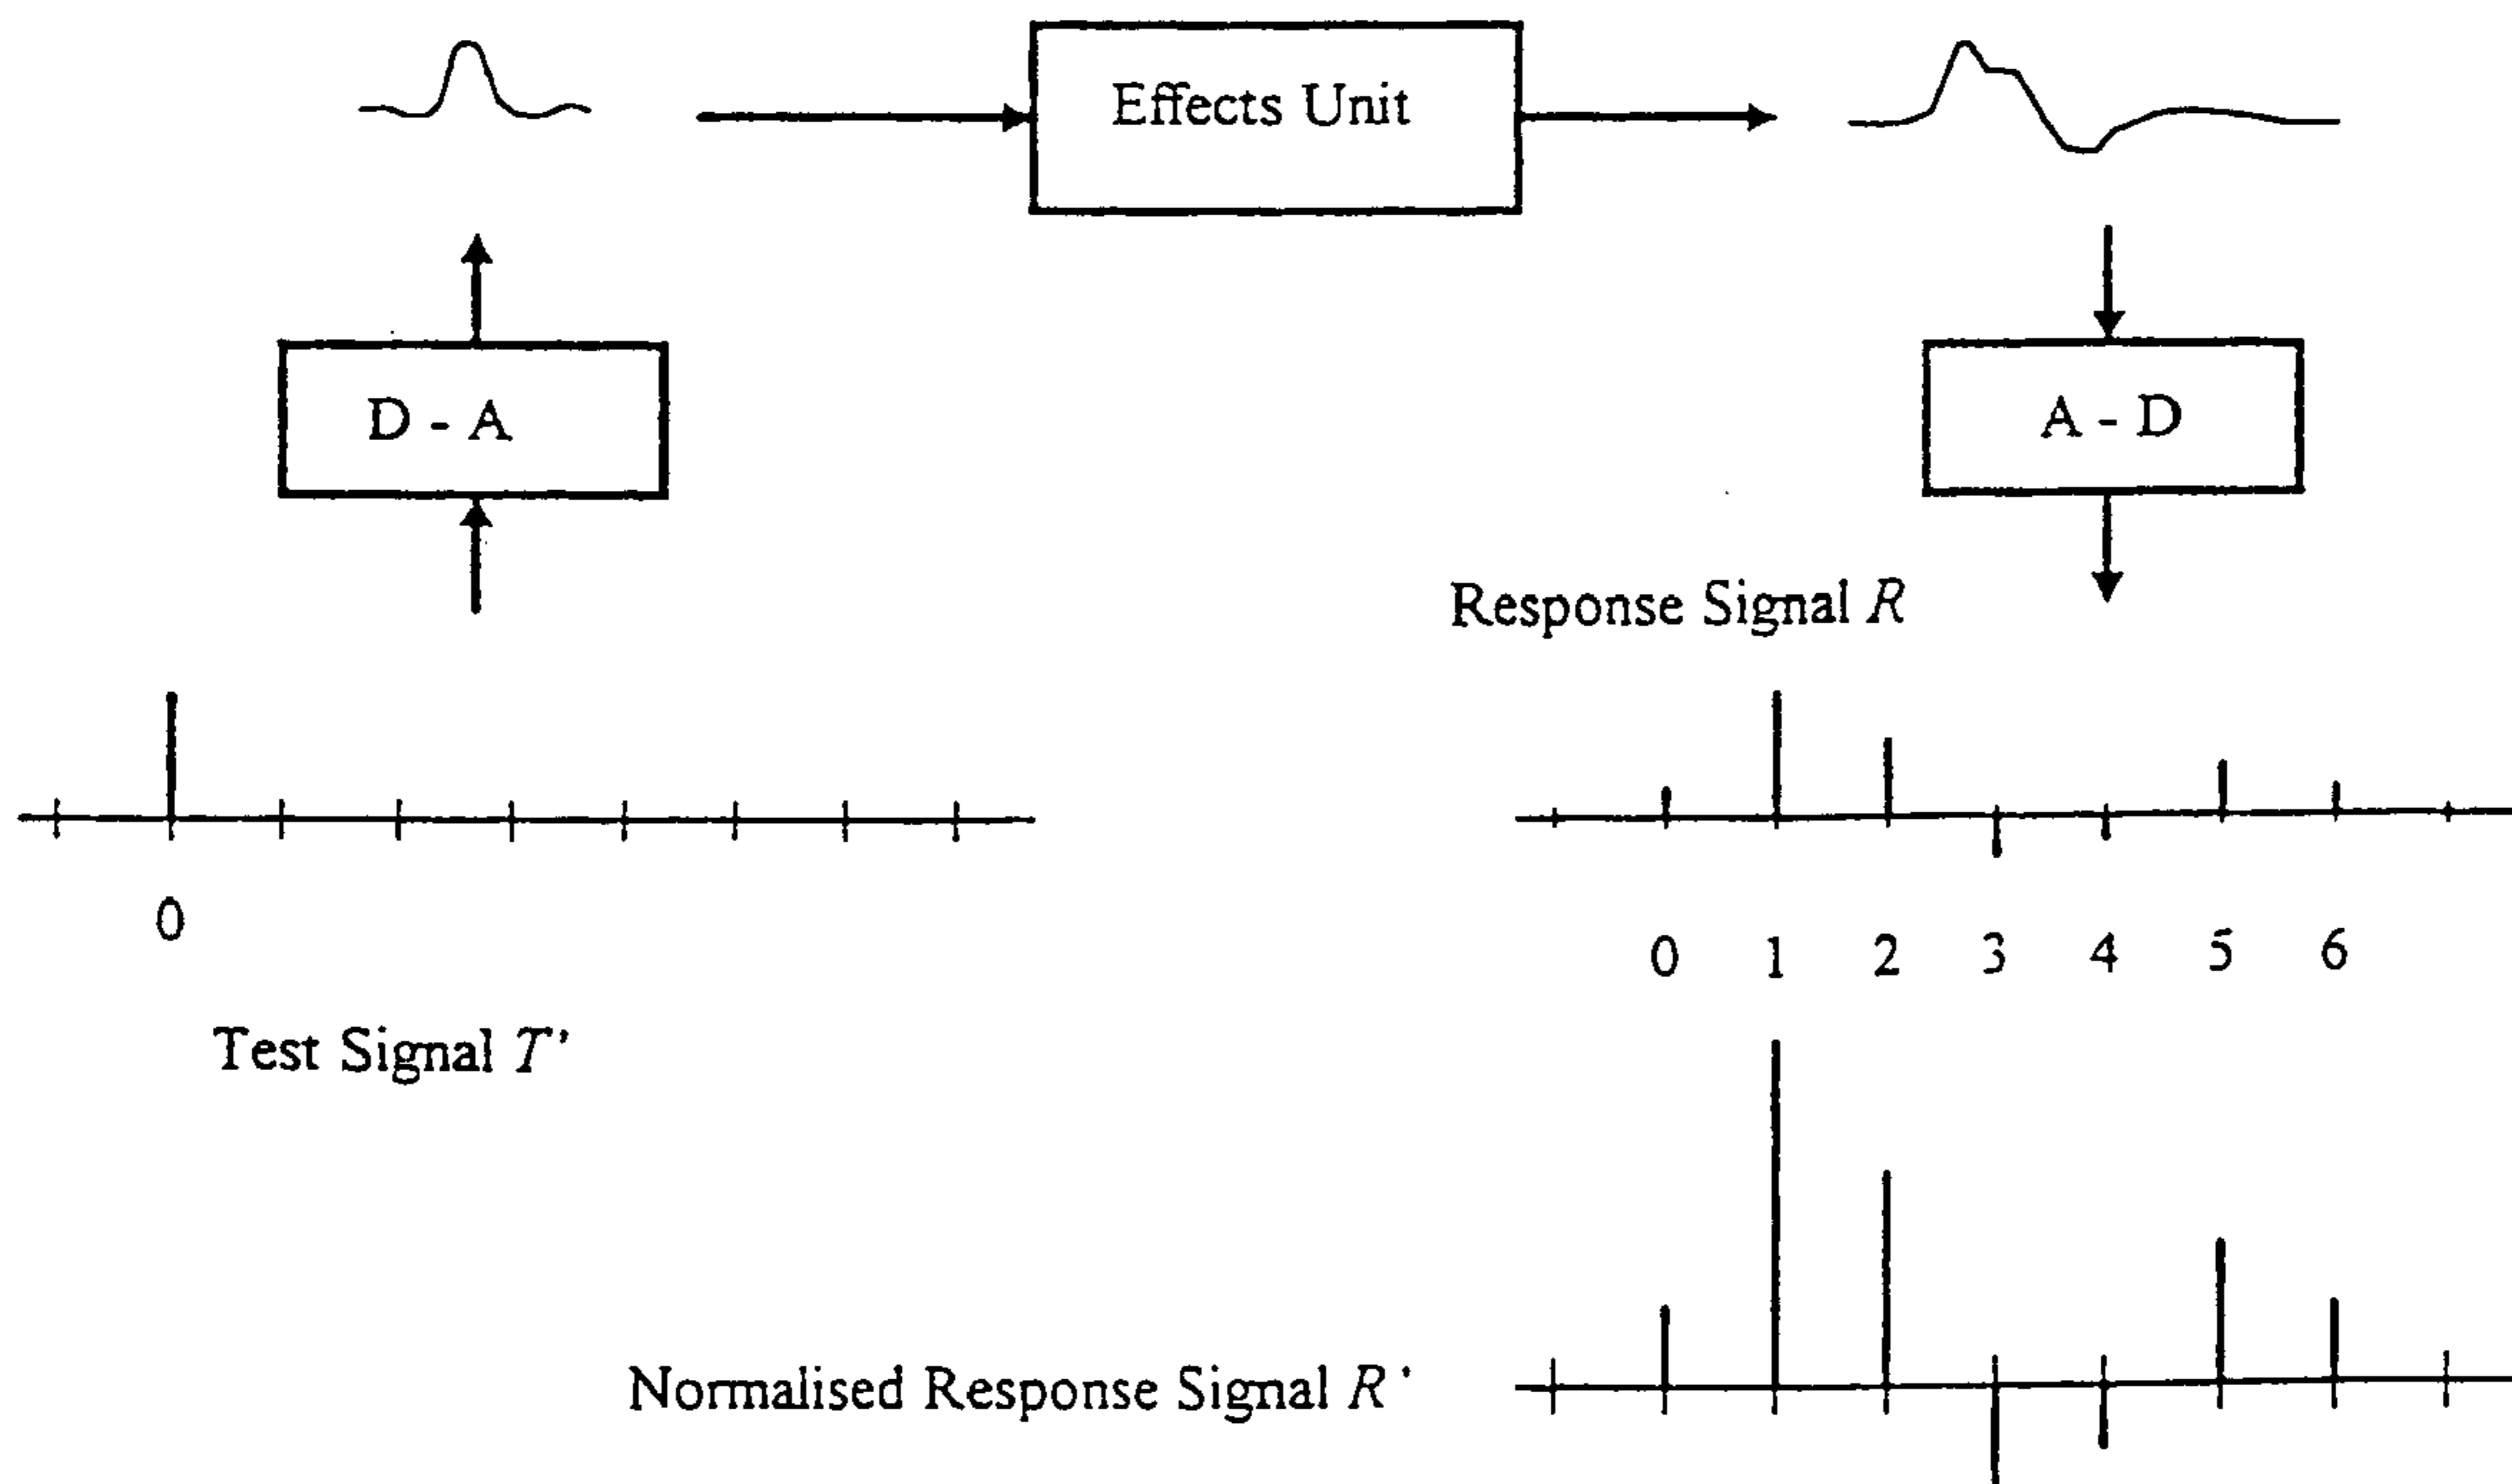 Effects Unit
D - A
A - D
Response Signal R
0
0 1 2 3 4 5 6
Test Signal T'
Normalised Response Signal R'